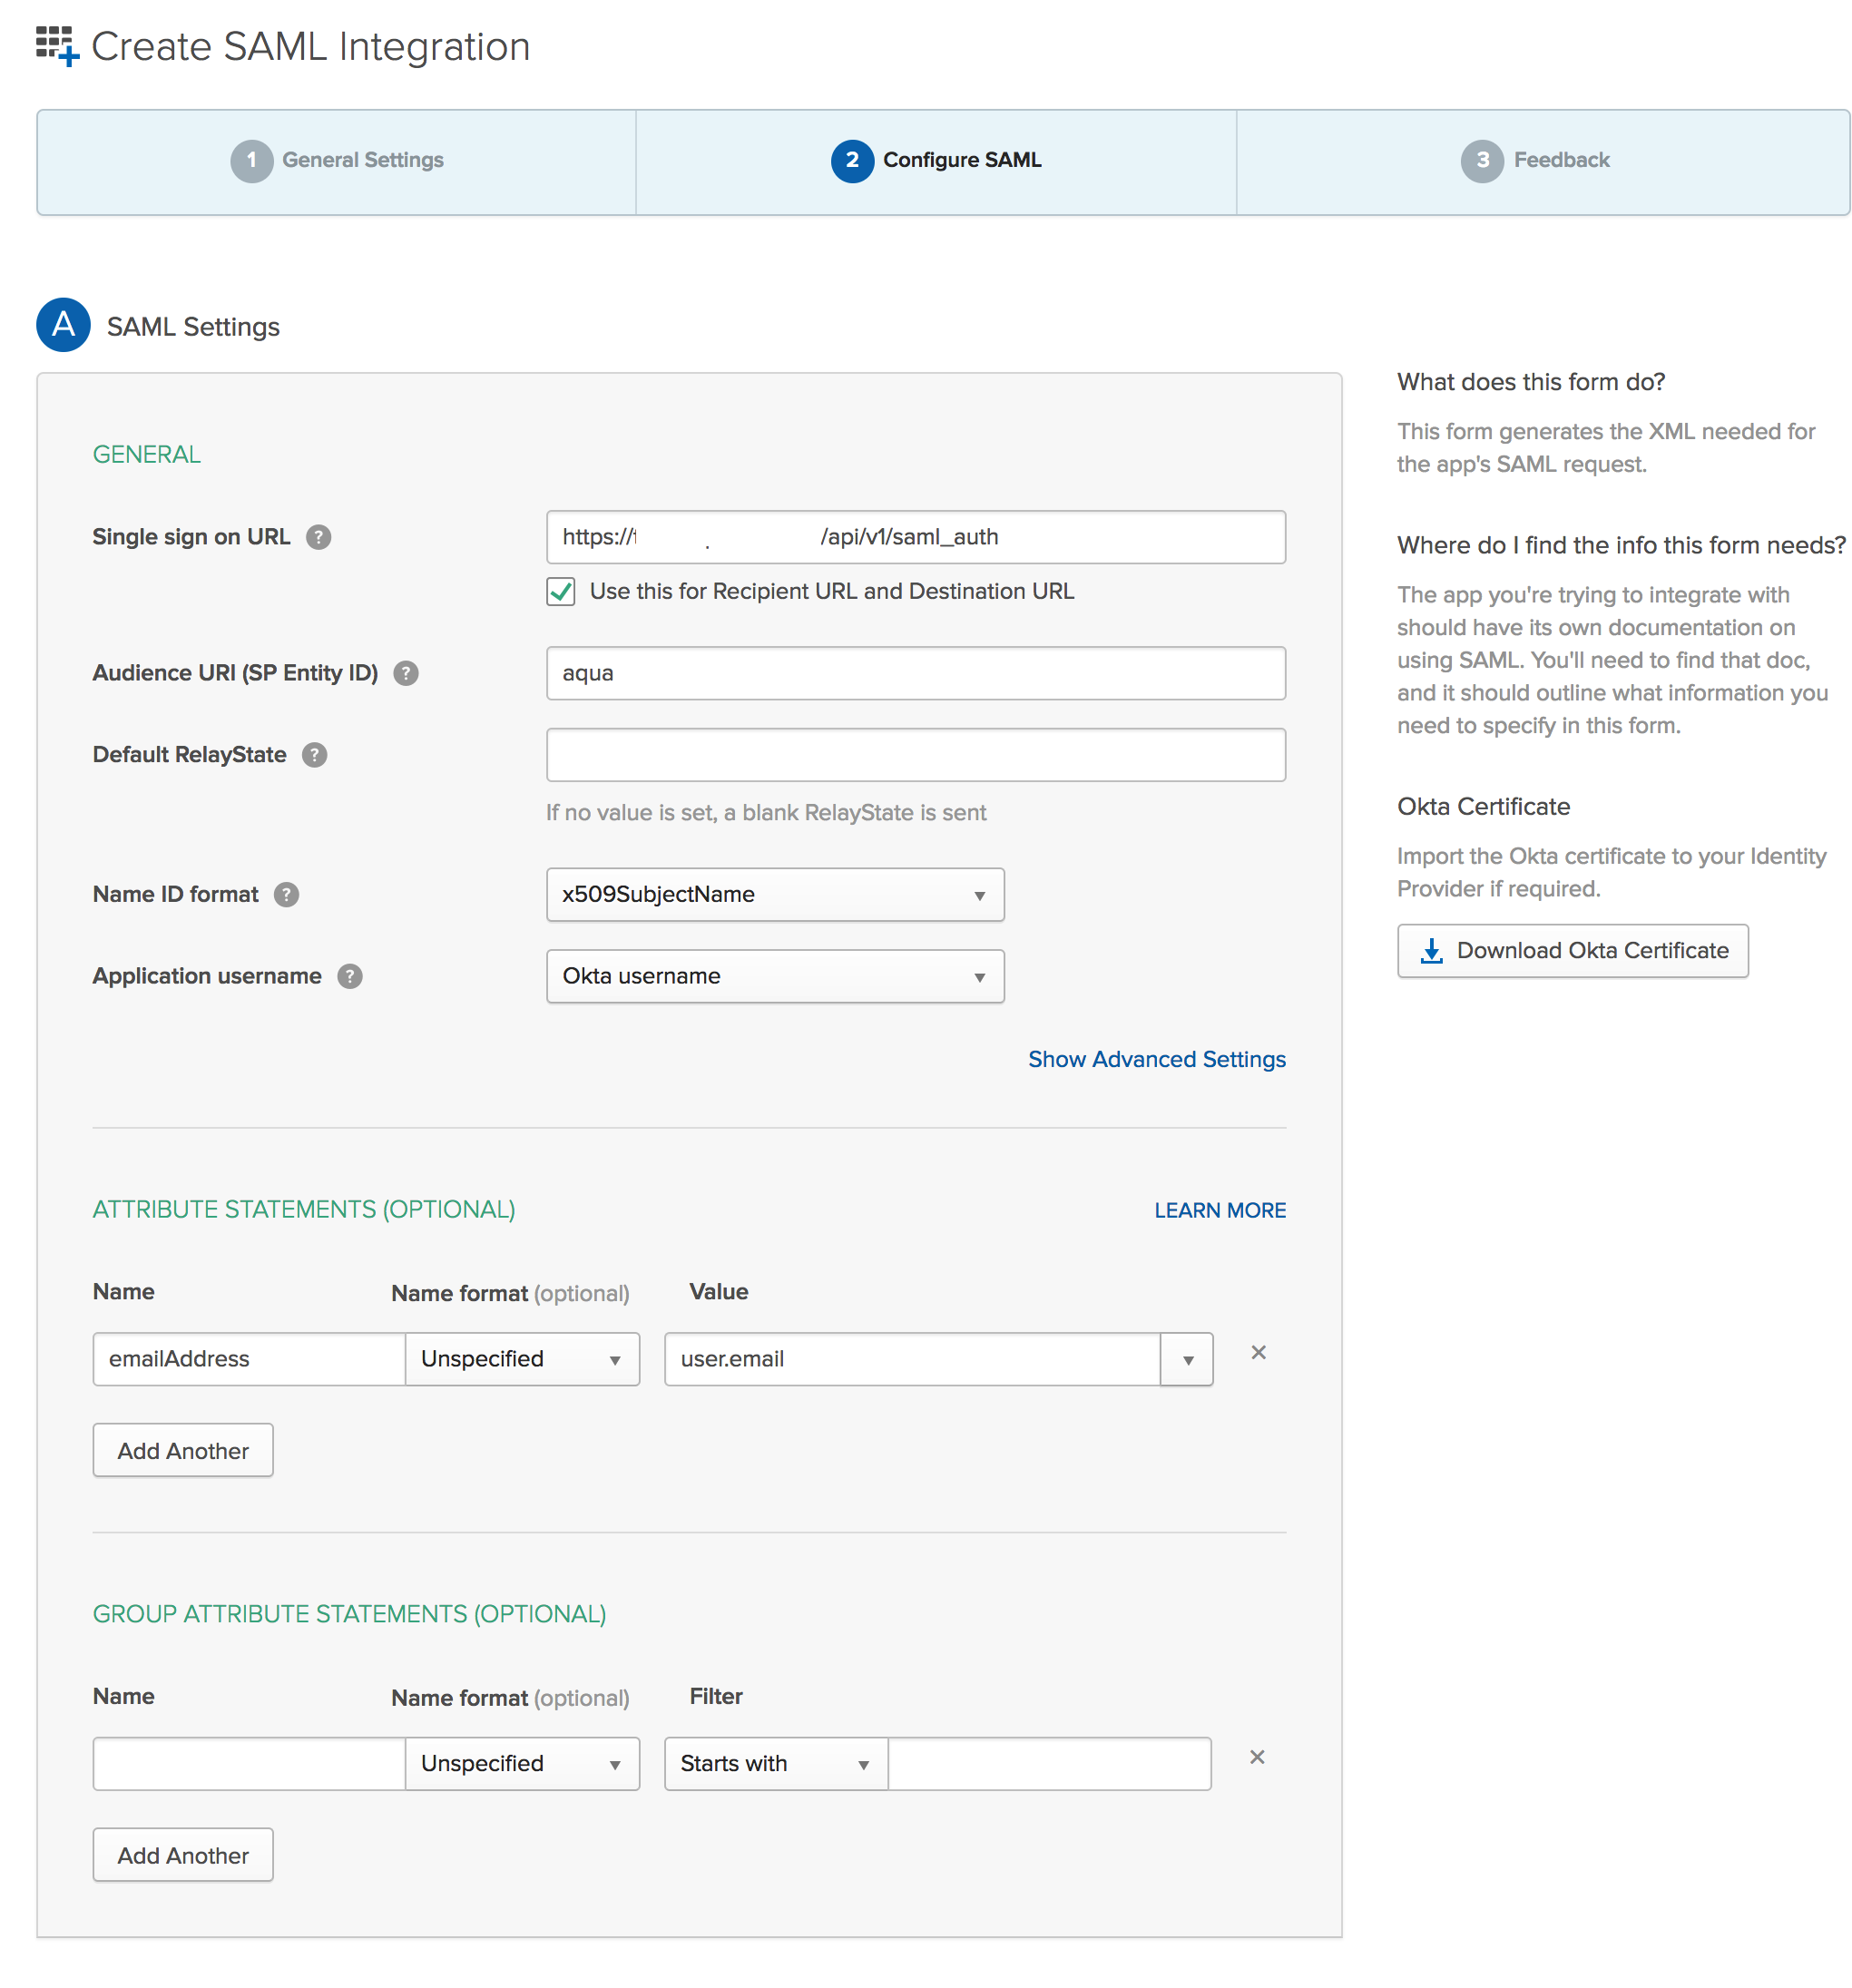 Create SAML Integration
1 General Settings
2 Configure SAML
3 Feedback
A SAML Settings
GENERAL
Single sign on URL ?
https:// /api/v1/saml_auth
Use this for Recipient URL and Destination URL
Audience URI (SP Entity ID) ?
aqua
Default RelayState ?
If no value is set, a blank RelayState is sent
Name ID format ?
x509SubjectName
Application username ?
Okta username
Show Advanced Settings
ATTRIBUTE STATEMENTS (OPTIONAL)
LEARN MORE
Name Name format (optional) Value
emailAddress Unspecified user.email
Add Another
GROUP ATTRIBUTE STATEMENTS (OPTIONAL)
Name Name format (optional) Filter
Unspecified Starts with
Add Another
What does this form do?
This form generates the XML needed for
the app's SAML request.
Where do I find the info this form needs?
The app you're trying to integrate with
should have its own documentation on
using SAML. You'll need to find that doc,
and it should outline what information you
need to specify in this form.
Okta Certificate
Import the Okta certificate to your Identity
Provider if required.
Download Okta Certificate